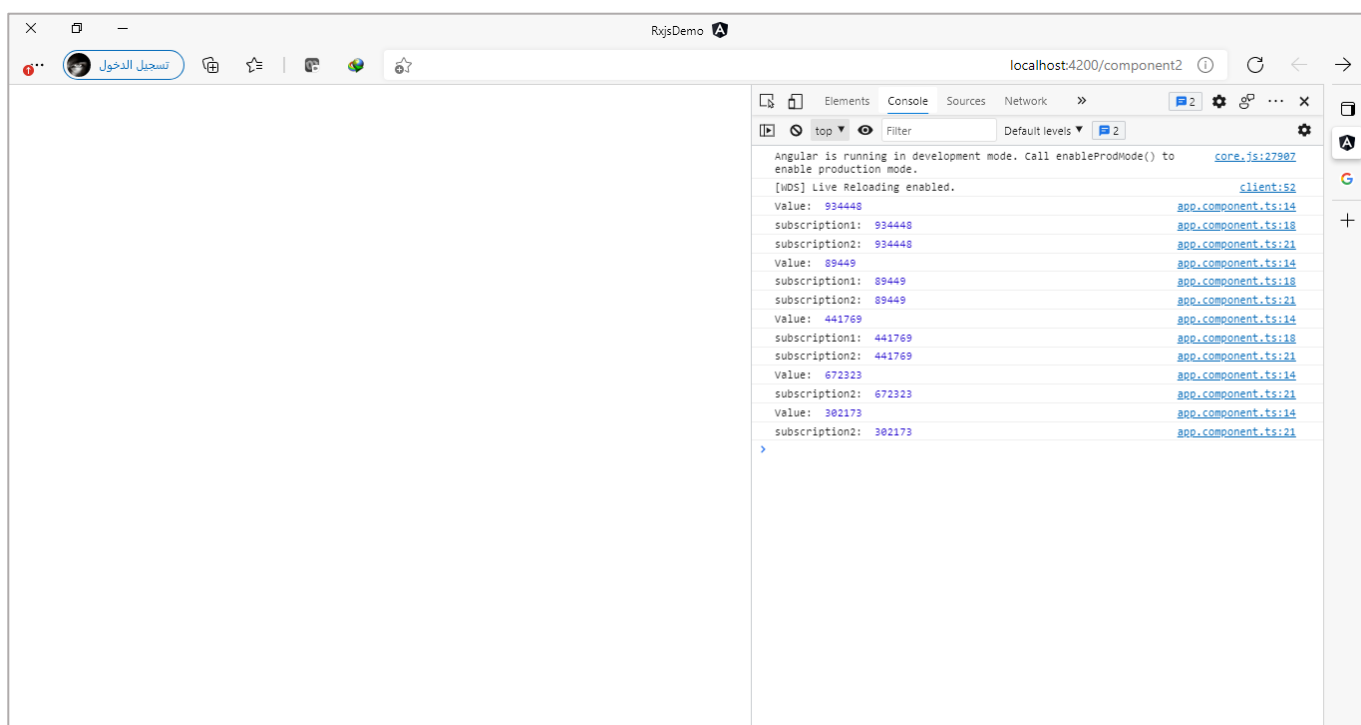 RxjsDemo
تسجيل الدخول
localhost:4200/component2
Elements Console Sources Network 2
top Filter Default levels 2
Angular is running in development mode. Call enableProdMode() to core.js:27907
enable production mode.
[WDS] Live Reloading enabled. client:52
Value: 934448 app.component.ts:14
subscription1: 934448 app.component.ts:18
subscription2: 934448 app.component.ts:21
Value: 89449 app.component.ts:14
subscription1: 89449 app.component.ts:18
subscription2: 89449 app.component.ts:21
Value: 441769 app.component.ts:14
subscription1: 441769 app.component.ts:18
subscription2: 441769 app.component.ts:21
Value: 672323 app.component.ts:14
subscription2: 672323 app.component.ts:21
Value: 302173 app.component.ts:14
subscription2: 302173 app.component.ts:21